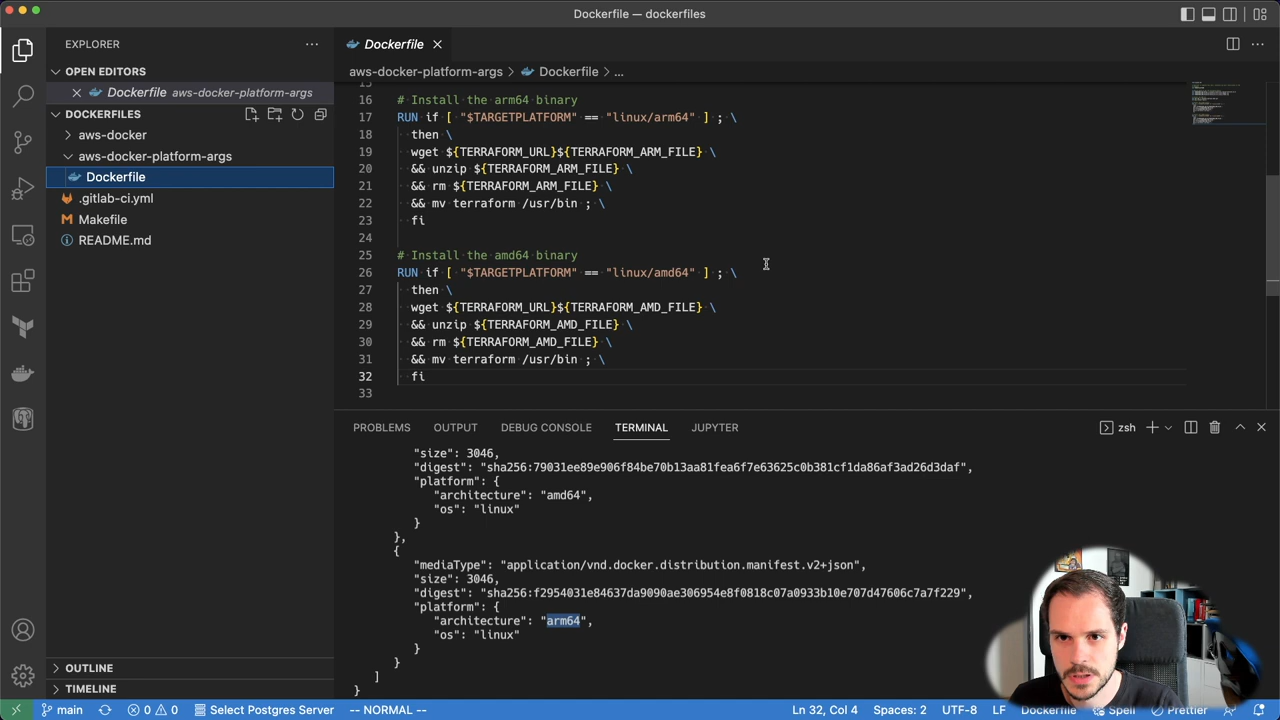 Dockerfile — dockerfiles
EXPLORER
OPEN EDITORS
Dockerfile aws-docker-platform-args
DOCKERFILES
aws-docker
aws-docker-platform-args
Dockerfile
.gitlab-ci.yml
Makefile
README.md
OUTLINE
TIMELINE
Dockerfile
aws-docker-platform-args > Dockerfile > ...
16 # Install the arm64 binary
17 RUN if [ "$TARGETPLATFORM" == "linux/arm64" ] ; \
18 then \
19 wget ${TERRAFORM_URL}${TERRAFORM_ARM_FILE} \
20 && unzip ${TERRAFORM_ARM_FILE} \
21 && rm ${TERRAFORM_ARM_FILE} \
22 && mv terraform /usr/bin ; \
23 fi
24
25 # Install the amd64 binary
26 RUN if [ "$TARGETPLATFORM" == "linux/amd64" ] ; \
27 then \
28 wget ${TERRAFORM_URL}${TERRAFORM_AMD_FILE} \
29 && unzip ${TERRAFORM_AMD_FILE} \
30 && rm ${TERRAFORM_AMD_FILE} \
31 && mv terraform /usr/bin ; \
32 fi
33
PROBLEMS OUTPUT DEBUG CONSOLE TERMINAL JUPYTER zsh
"size": 3046,
"digest": "sha256:79031ee89e906f84be70b13aa81fea6f7e63625c0b381cf1da86af3ad26d3daf",
"platform": {
"architecture": "amd64",
"os": "linux"
}
},
{
"mediaType": "application/vnd.docker.distribution.manifest.v2+json",
"size": 3046,
"digest": "sha256:f2954031e84637da9090ae306954e8f0818c07a0933b10e707d47606c7a7f229",
"platform": {
"architecture": "arm64",
"os": "linux"
}
}
]
}
main 0 0 Select Postgres Server -- NORMAL -- Ln 32, Col 4 Spaces: 2 UTF-8 LF Dockerfile Spell Prettier